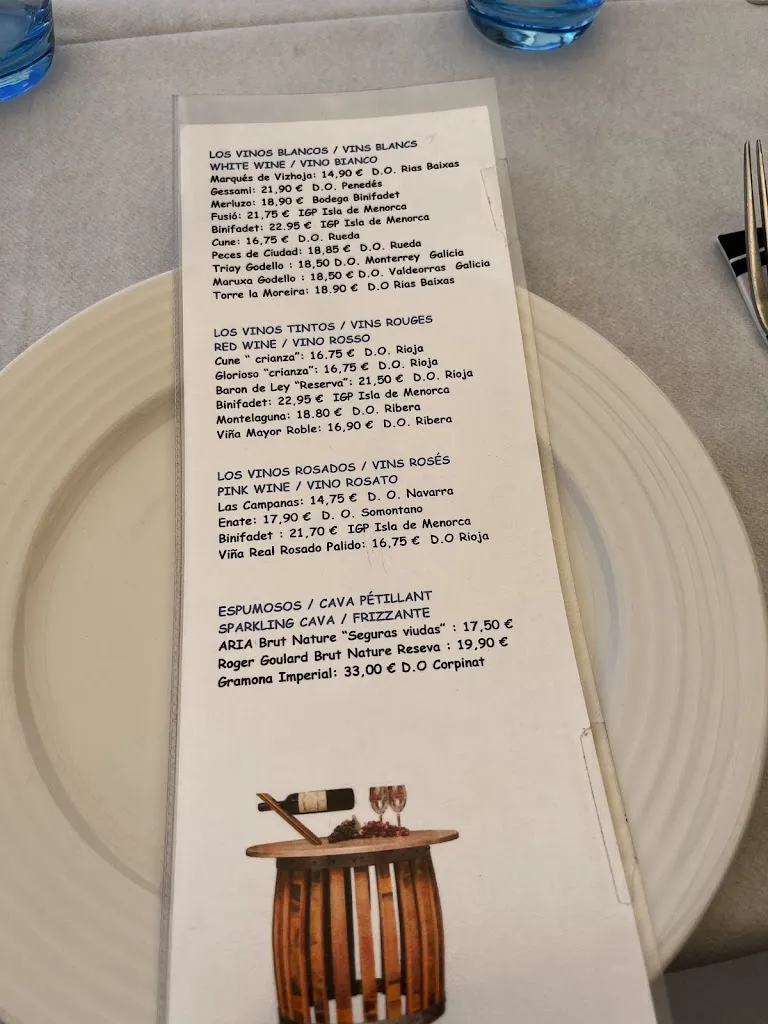 LOS VINOS BLANCOS / VINS BLANCS
WHITE WINE / VINO BIANCO
Marqués de Vizhoja: 14,90 € D.O. Rias Baixas
Gessami: 21,90 € D.O. Penedés
Merluzo: 18,90 € Bodega Binifadet
Fusió: 21,75 € IGP Isla de Menorca
Binifadet: 22.95 € IGP Isla de Menorca
Cune: 16,75 € D.O. Rueda
Peces de Ciudad: 18,85 € D.O. Rueda
Triay Godello : 18,50 D.O. Monterrey Galicia
Maruxa Godello : 18,50 € D.O. Valdeorras Galicia
Torre la Moreira: 18.90 € D.O Rias Baixas
LOS VINOS TINTOS / VINS ROUGES
RED WINE / VINO ROSSO
Cune " crianza": 16.75 € D.O. Rioja
Glorioso "crianza": 16,75 € D.O. Rioja
Baron de Ley "Reserva": 21,50 € D.O. Rioja
Binifadet: 22,95 € IGP Isla de Menorca
Montelaguna: 18.80 € D.O. Ribera
Viña Mayor Roble: 16,90 € D.O. Ribera
LOS VINOS ROSADOS / VINS ROSÉS
PINK WINE / VINO ROSATO
Las Campanas: 14,75 € D. O. Navarra
Enate: 17,90 € D. O. Somontano
Binifadet : 21,70 € IGP Isla de Menorca
Viña Real Rosado Palido: 16,75 € D.O Rioja
ESPUMOSOS / CAVA PÉTILLANT
SPARKLING CAVA / FRIZZANTE
ARIA Brut Nature "Seguras viudas" : 17,50 €
Roger Goulard Brut Nature Reseva : 19,90 €
Gramona Imperial: 33,00 € D.O Corpinat